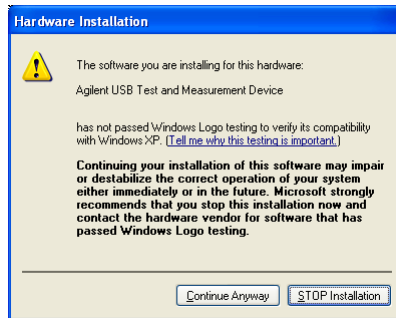 Hardware Installation
The software you are installing for this hardware:
Agilent USB Test and Measurement Device
has not passed Windows Logo testing to verify its compatibility
with Windows XP. (Tell me why this testing is important.)
Continuing your installation of this software may impair
or destabilize the correct operation of your system
either immediately or in the future. Microsoft strongly
recommends that you stop this installation now and
contact the hardware vendor for software that has
passed Windows Logo testing.
Continue Anyway STOP Installation